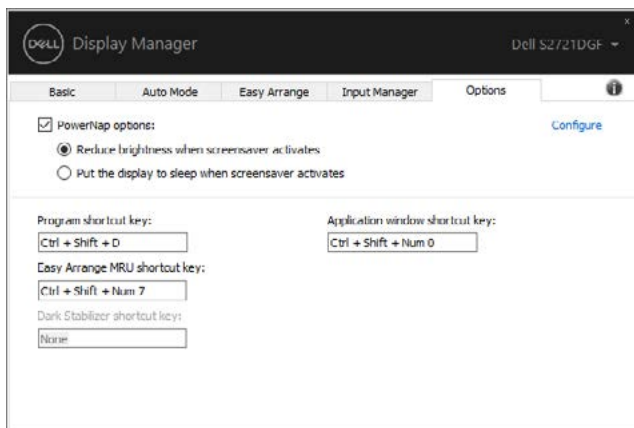 x
DELL Display Manager Dell S2721DGF
Basic Auto Mode Easy Arrange Input Manager Options i
PowerNap options: Configure
Reduce brightness when screensaver activates
Put the display to sleep when screensaver activates
Program shortcut key: Application window shortcut key:
Ctrl + Shift + D Ctrl + Shift + Num 0
Easy Arrange MRU shortcut key:
Ctrl + Shift + Num 7
Dark Stabilizer shortcut key:
None